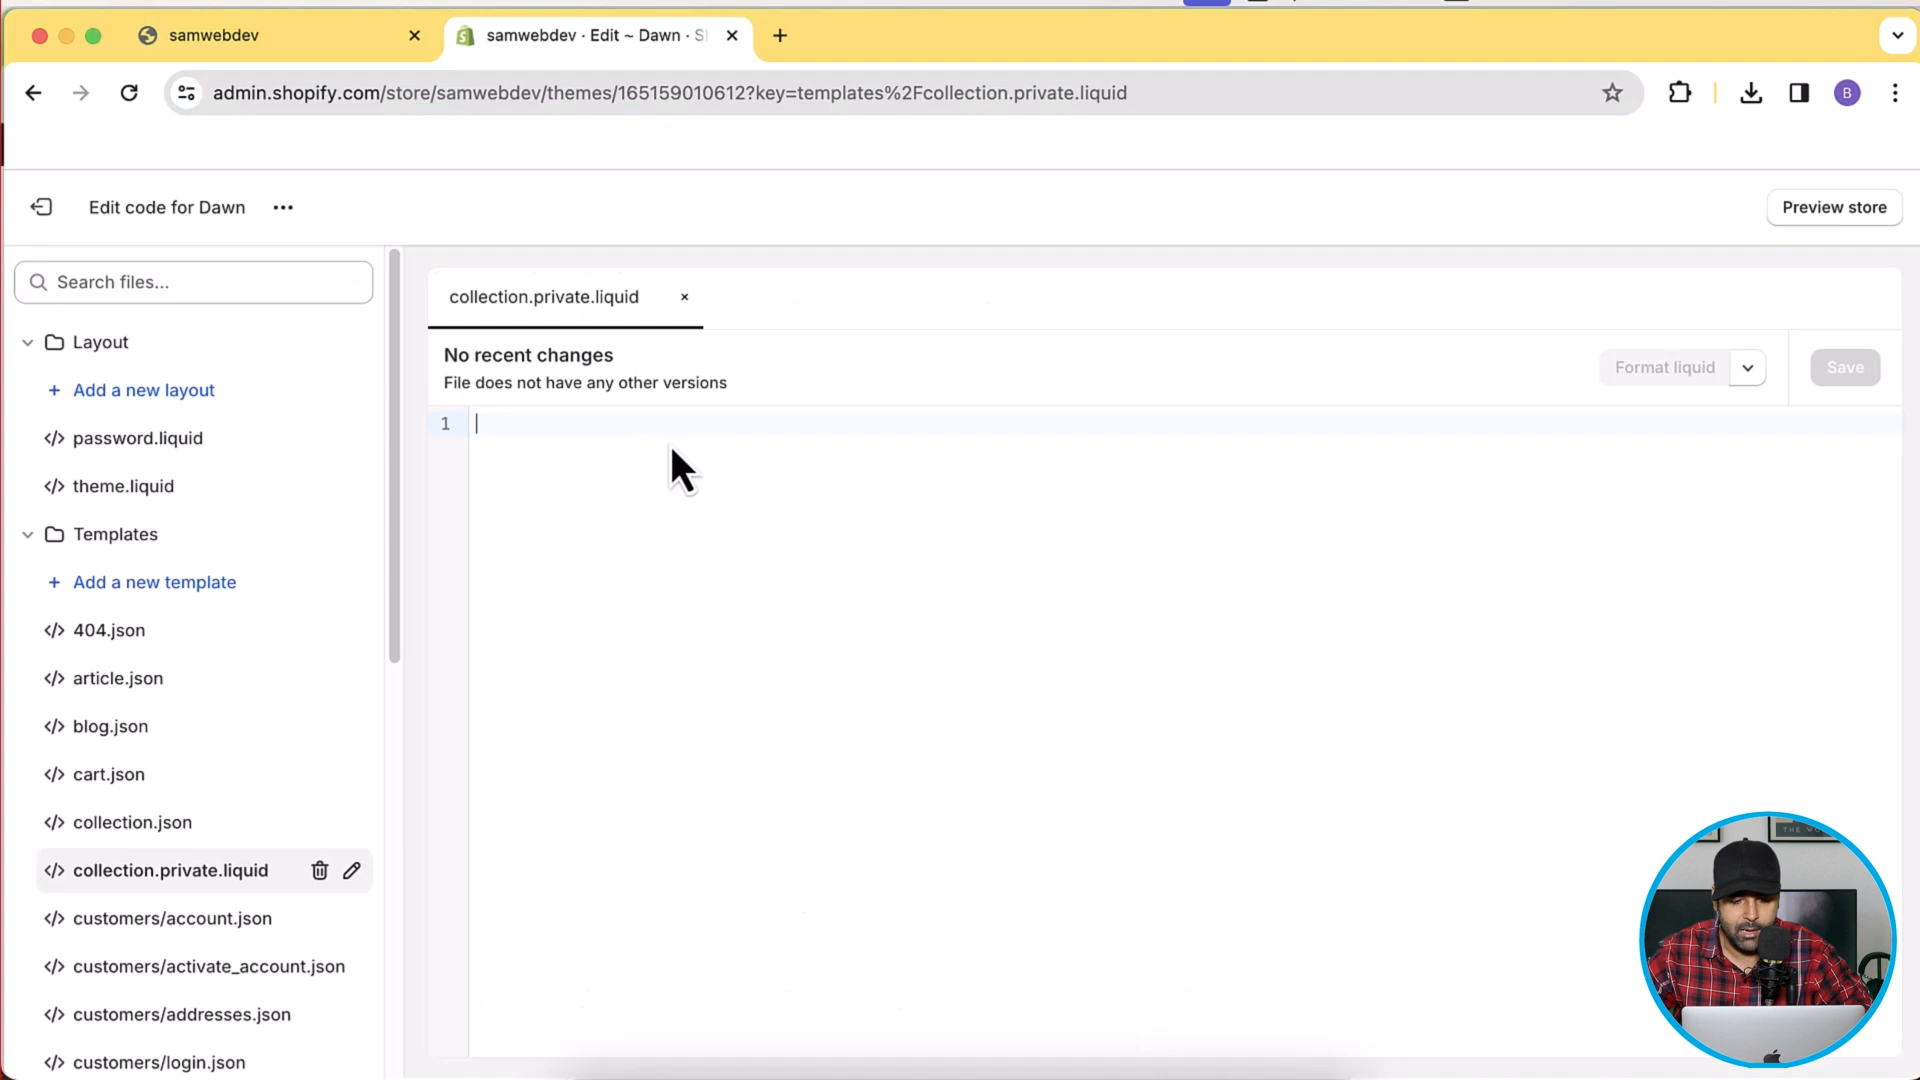 samwebdev
samwebdev · Edit ~ Dawn · S
admin.shopify.com/store/samwebdev/themes/165159010612?key=templates%2Fcollection.private.liquid
B
Edit code for Dawn
Preview store
Search files...
Layout
Add a new layout
password.liquid
theme.liquid
Templates
Add a new template
404.json
article.json
blog.json
cart.json
collection.json
collection.private.liquid
customers/account.json
customers/activate_account.json
customers/addresses.json
customers/login.json
collection.private.liquid
No recent changes
File does not have any other versions
Format liquid
Save
1
THE WO